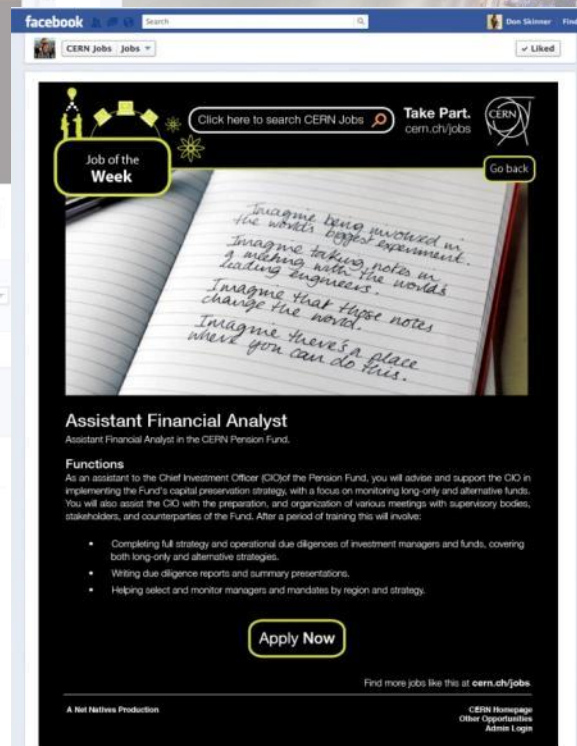 facebook
Search
Don Skinner
Find
CERN Jobs
Jobs
Liked
Click here to search CERN Jobs
Take Part.
cern.ch/jobs
CERN
Job of the
Week
Go back
Imagine being involved in
the world's biggest experiment.
Imagine taking notes in
a meeting with the world's
leading engineers.
Imagine that those notes
change the world.
Imagine there's a place
where you can do this.
Assistant Financial Analyst
Assistant Financial Analyst in the CERN Pension Fund.
Functions
As an assistant to the Chief Investment Officer (CIO)of the Pension Fund, you will advise and support the CIO in
implementing the Fund's capital preservation strategy, with a focus on monitoring long-only and alternative funds.
You will also assist the CIO with the preparation, and organization of various meetings with supervisory bodies,
stakeholders, and counterparties of the Fund. After a period of training this will involve:
• Completing full strategy and operational due diligences of investment managers and funds, covering
both long-only and alternative strategies.
• Writing due diligence reports and summary presentations.
• Helping select and monitor managers and mandates by region and strategy.
Apply Now
Find more jobs like this at cern.ch/jobs
A Net Natives Production
CERN Homepage
Other Opportunities
Admin Login